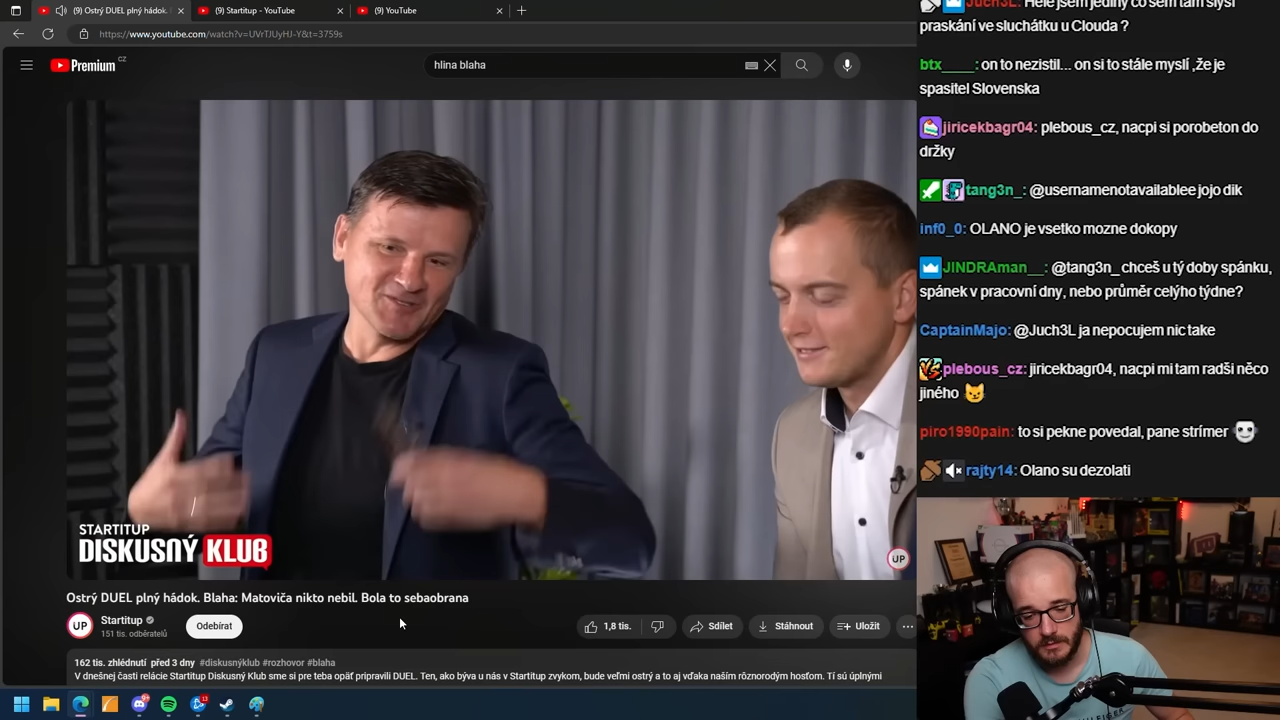 (9) Ostrý DUEL plný hádok.
Startitup - YouTube
(9) YouTube
https://www.youtube.com/watch?v=UVrTJUyHJ-Y&t=3759s
Premium CZ
hlina blaha
STARTITUP
DISKUSNÝ KLUB
UP
Ostrý DUEL plný hádok. Blaha: Matoviča nikto nebil. Bola to sebaobrana
UP
Startitup
151 tis. odběratelů
Odebírat
1,8 tis.
Sdílet
Stáhnout
Uložit
162 tis. zhlédnutí před 3 dny #diskusnýklub #rozhovor #blaha
V dnešnej časti relácie Startitup Diskusný Klub sme si pre teba opäť pripravili DUEL. Ten, ako býva u nás v Startitup zvykom, bude veľmi ostrý a to aj vďaka naším rôznorodým hosťom. Tí sú úplnými
Juch3L: Hele jsem jediný co sem tam slyší
praskání ve sluchátku u Clouda ?
btx____: on to nezistil... on si to stále myslí ,že je
spasitel Slovenska
jiricekbagr04: plebous_cz, nacpi si porobeton do
držky
tang3n_: @usernamenotavailablee jojo dik
inf0_0: OLANO je vsetko mozne dokopy
JINDRAman__: @tang3n_ chceš u tý doby spánku,
spánek v pracovní dny, nebo průměr celýho týdne?
CaptainMajo: @Juch3L ja nepocujem nic take
plebous_cz: jiricekbagr04, nacpi mi tam radši něco
jiného
piro1990pain: to si pekne povedal, pane strímer
rajty14: Olano su dezolati